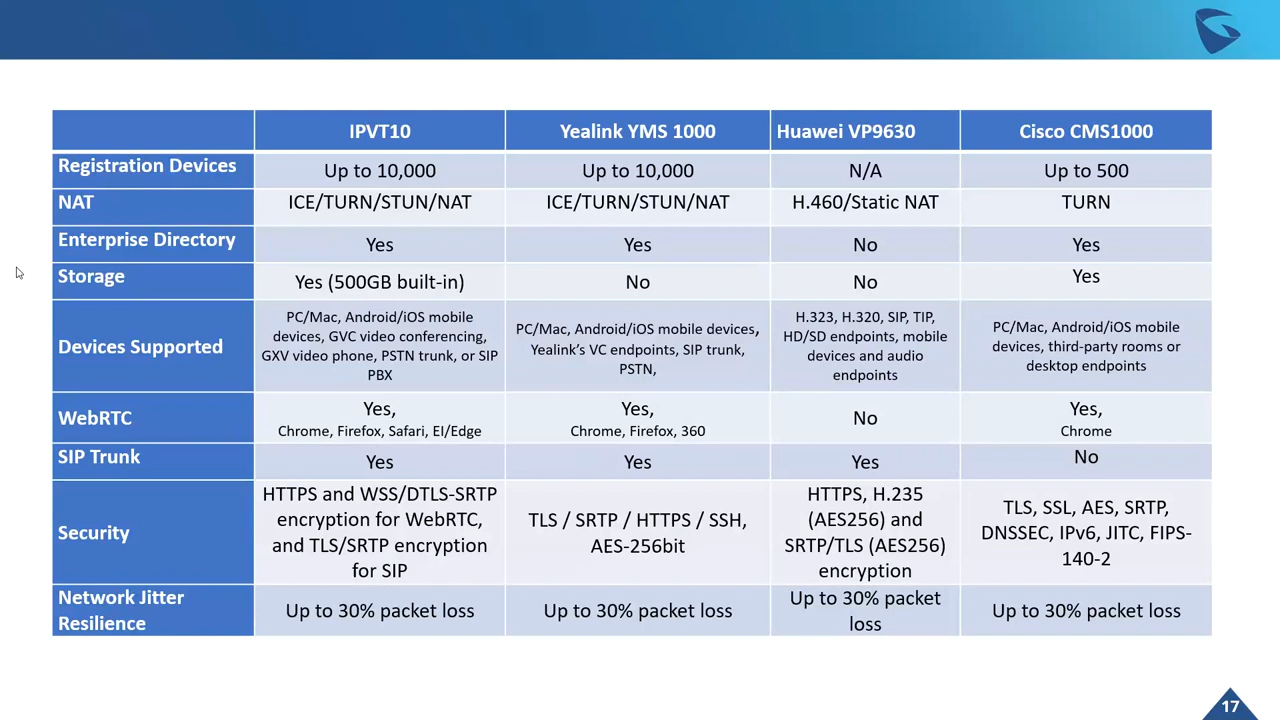 IPVT10 Yealink YMS 1000 Huawei VP9630 Cisco CMS1000
Registration Devices Up to 10,000 Up to 10,000 N/A Up to 500
NAT ICE/TURN/STUN/NAT ICE/TURN/STUN/NAT H.460/Static NAT TURN
Enterprise Directory Yes Yes No Yes
Storage Yes (500GB built-in) No No Yes
Devices Supported
PC/Mac, Android/iOS mobile
devices, GVC video conferencing,
GXV video phone, PSTN trunk, or SIP
PBX
PC/Mac, Android/iOS mobile devices,
Yealink's VC endpoints, SIP trunk,
PSTN,
H.323, H.320, SIP, TIP,
HD/SD endpoints, mobile
devices and audio
endpoints
PC/Mac, Android/iOS mobile
devices, third-party rooms or
desktop endpoints
WebRTC
Yes,
Chrome, Firefox, Safari, EI/Edge
Yes,
Chrome, Firefox, 360
No
Yes,
Chrome
SIP Trunk Yes Yes Yes No
Security
HTTPS and WSS/DTLS-SRTP
encryption for WebRTC,
and TLS/SRTP encryption
for SIP
TLS / SRTP / HTTPS / SSH,
AES-256bit
HTTPS, H.235
(AES256) and
SRTP/TLS (AES256)
encryption
TLS, SSL, AES, SRTP,
DNSSEC, IPv6, JITC, FIPS-
140-2
Network Jitter
Resilience
Up to 30% packet loss
Up to 30% packet loss
Up to 30% packet
loss
Up to 30% packet loss
17